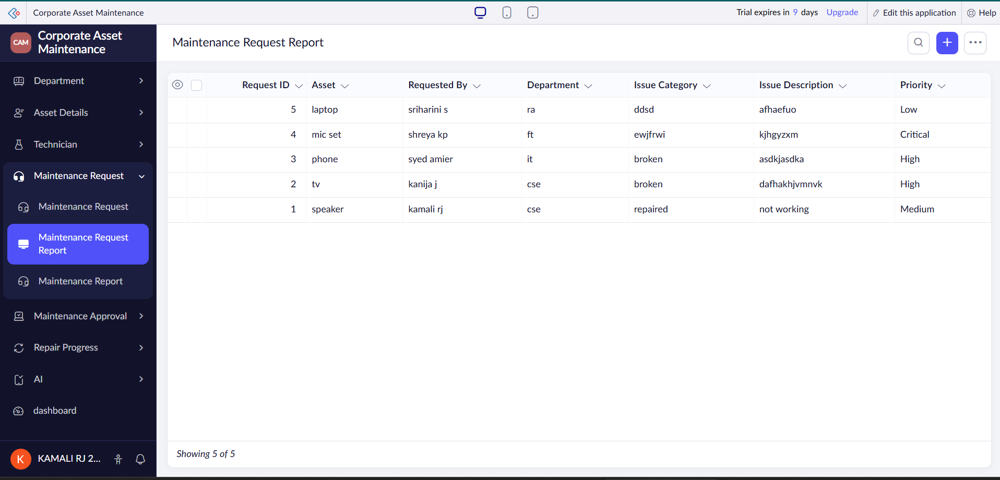 Corporate Asset Maintenance
Trial expires in 9 days Upgrade Edit this application Help
CAM Corporate Asset
Maintenance
Department
Asset Details
Technician
Maintenance Request
Maintenance Request
Maintenance Request
Report
Maintenance Report
Maintenance Approval
Repair Progress
AI
dashboard
K KAMALI RJ 2...
Maintenance Request Report
Request ID Asset Requested By Department Issue Category Issue Description Priority
5 laptop sriharini s ra ddsd afhaefuo Low
4 mic set shreya kp ft ewjfrwi kjhgyzxm Critical
3 phone syed amier it broken asdkjasdka High
2 tv kanija j cse broken dafhakhjvmnvk High
1 speaker kamali rj cse repaired not working Medium
Showing 5 of 5